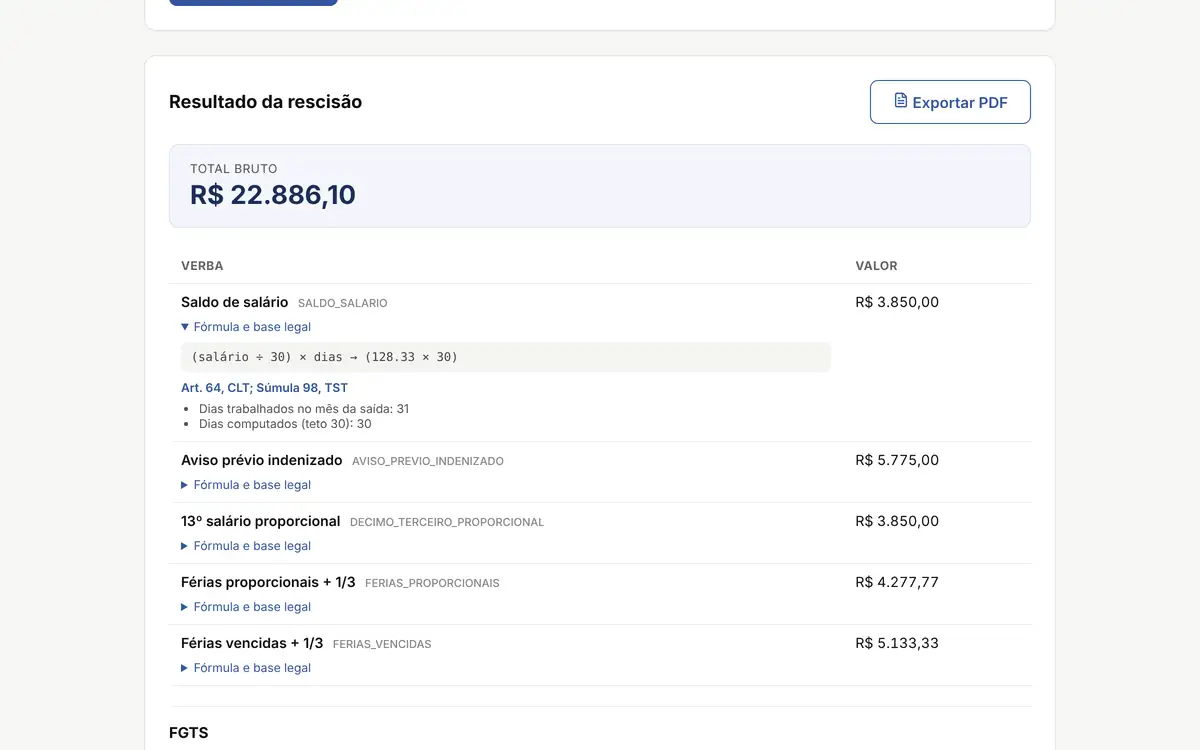 Resultado da rescisão
Exportar PDF
TOTAL BRUTO
R$ 22.886,10
VERBA VALOR
Saldo de salário SALDO_SALARIO R$ 3.850,00
▼ Fórmula e base legal
(salário ÷ 30) × dias → (128.33 × 30)
Art. 64, CLT; Súmula 98, TST
• Dias trabalhados no mês da saída: 31
• Dias computados (teto 30): 30
Aviso prévio indenizado AVISO_PREVIO_INDENIZADO R$ 5.775,00
▶ Fórmula e base legal
13º salário proporcional DECIMO_TERCEIRO_PROPORCIONAL R$ 3.850,00
▶ Fórmula e base legal
Férias proporcionais + 1/3 FERIAS_PROPORCIONAIS R$ 4.277,77
▶ Fórmula e base legal
Férias vencidas + 1/3 FERIAS_VENCIDAS R$ 5.133,33
▶ Fórmula e base legal
FGTS